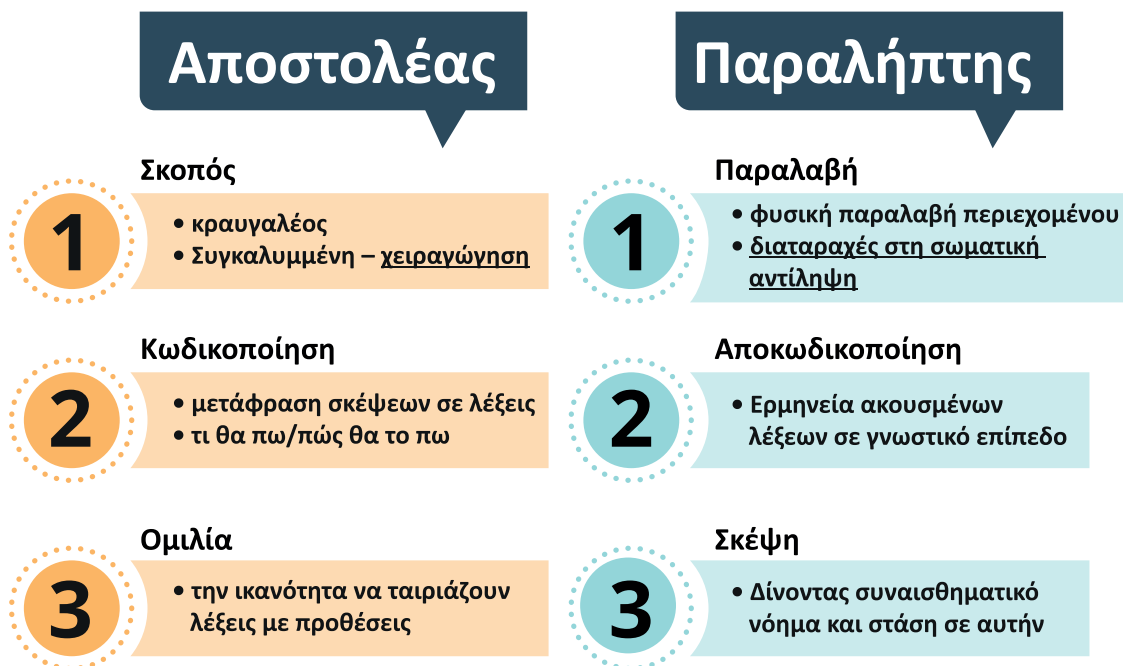 Αποστολέας
Σκοπός
1
• κραυγαλέος
• Συγκαλυμμένη – χειραγώγηση
Κωδικοποίηση
2
• μετάφραση σκέψεων σε λέξεις
• τι θα πω/πώς θα το πω
Ομιλία
3
• την ικανότητα να ταιριάζουν
λέξεις με προθέσεις
Παραλήπτης
Παραλαβή
1
• φυσική παραλαβή περιεχομένου
• διαταραχές στη σωματική
αντίληψη
Αποκωδικοποίηση
2
• Ερμηνεία ακουσμένων
λέξεων σε γνωστικό επίπεδο
Σκέψη
3
• Δίνοντας συναισθηματικό
νόημα και στάση σε αυτήν